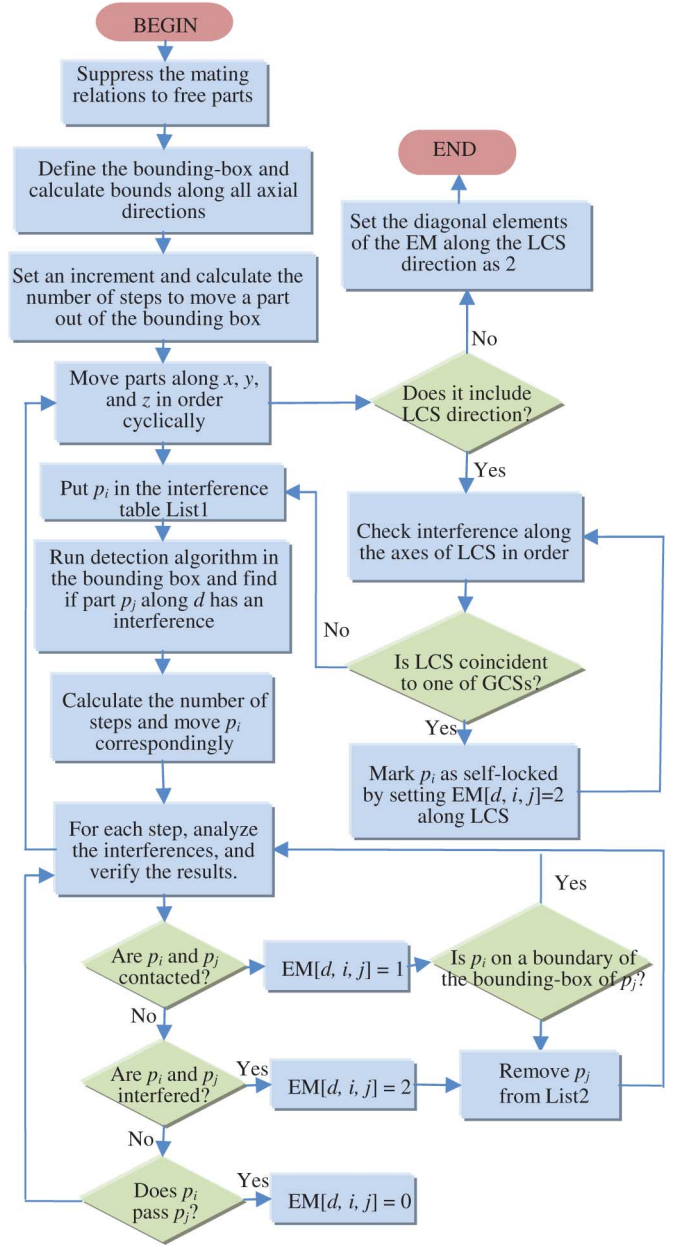 BEGIN
Suppress the mating
relations to free parts
Define the bounding-box and
calculate bounds along all axial
directions
Set an increment and calculate the
number of steps to move a part
out of the bounding box
Move parts along x, y,
and z in order
cyclically
Put pi in the interference
table List1
Run detection algorithm in
the bounding box and find
if part pj along d has an
interference
Calculate the number of
steps and move pi
correspondingly
For each step, analyze
the interferences, and
verify the results.
Are pi and pj
contacted?
EM[d, i, j] = 1
Is pi on a boundary of
the bounding-box of pj?
Yes
No
Are pi and pj
interfered?
Yes
EM[d, i, j] = 2
Remove pj
from List2
No
Does pi
pass pj?
Yes
EM[d, i, j] = 0
END
Set the diagonal elements
of the EM along the LCS
direction as 2
No
Does it include
LCS direction?
Yes
Check interference along
the axes of LCS in order
No
Is LCS coincident
to one of GCSs?
Yes
Mark pi as self-locked
by setting EM[d, i, j]=2
along LCS